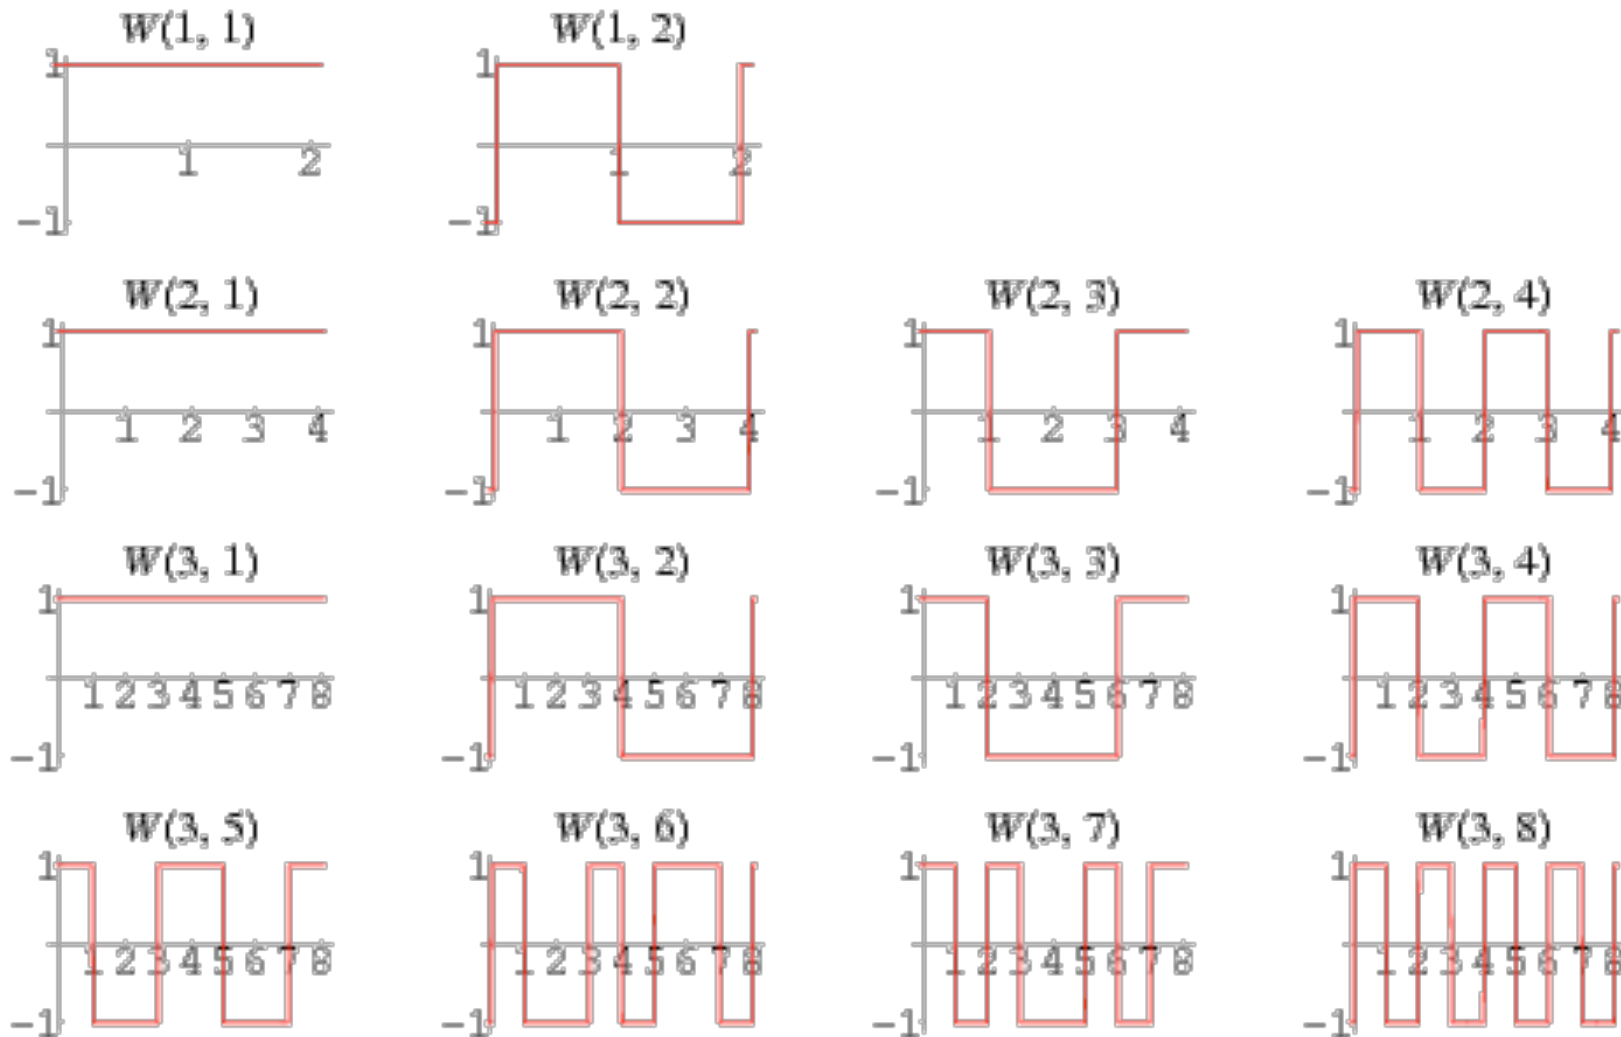 W(1, 1) W(1, 2)
1 1
1 2 1 2
−1 −1
W(2, 1) W(2, 2) W(2, 3) W(2, 4)
1 1 1 1
1 2 3 4 1 2 3 4 1 2 3 4 1 2 3 4
−1 −1 −1 −1
W(3, 1) W(3, 2) W(3, 3) W(3, 4)
1 1 1 1
1 2 3 4 5 6 7 8 1 2 3 4 5 6 7 8 1 2 3 4 5 6 7 8 1 2 3 4 5 6 7 8
−1 −1 −1 −1
W(3, 5) W(3, 6) W(3, 7) W(3, 8)
1 1 1 1
1 2 3 4 5 6 7 8 1 2 3 4 5 6 7 8 1 2 3 4 5 6 7 8 1 2 3 4 5 6 7 8
−1 −1 −1 −1